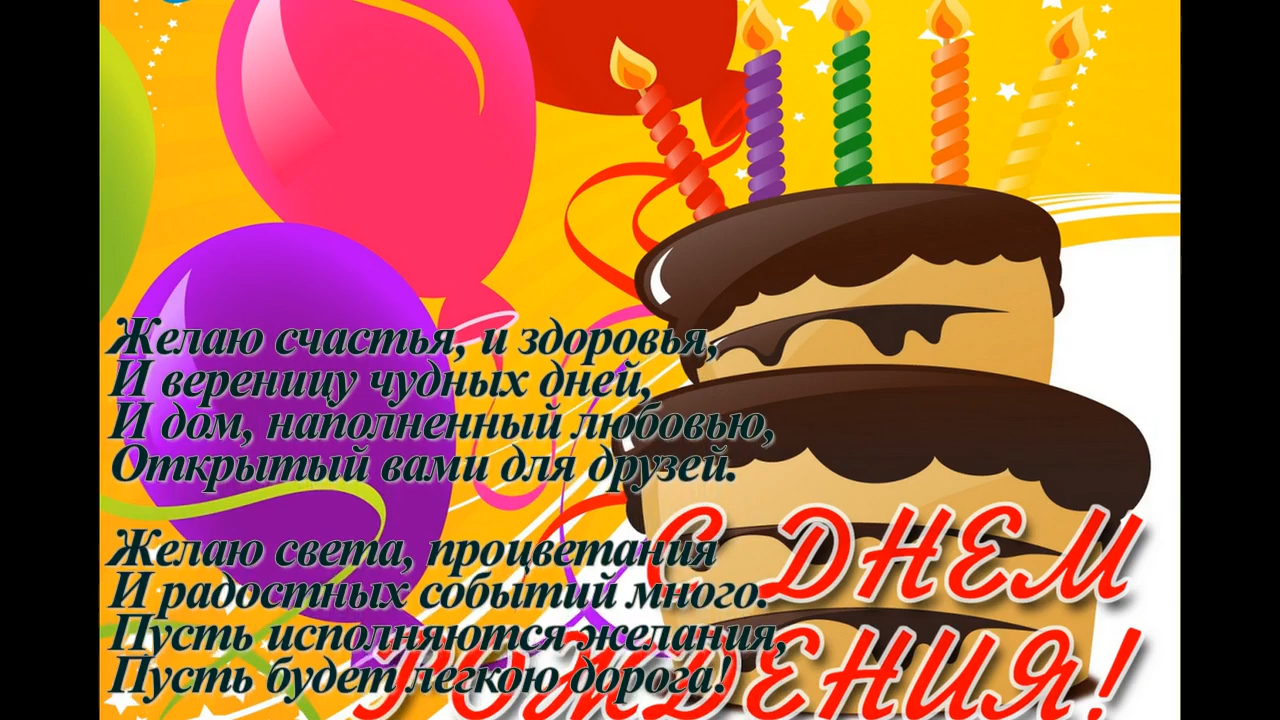 Желаю счастья, и здоровья,
И вереницу чудных дней,
И дом, наполненный любовью,
Открытый вами для друзей.
Желаю света, процветания
И радостных событий много.
Пусть исполняются желания,
Пусть будет легкою дорога!
С ДНЕМ
РОЖДЕНИЯ!